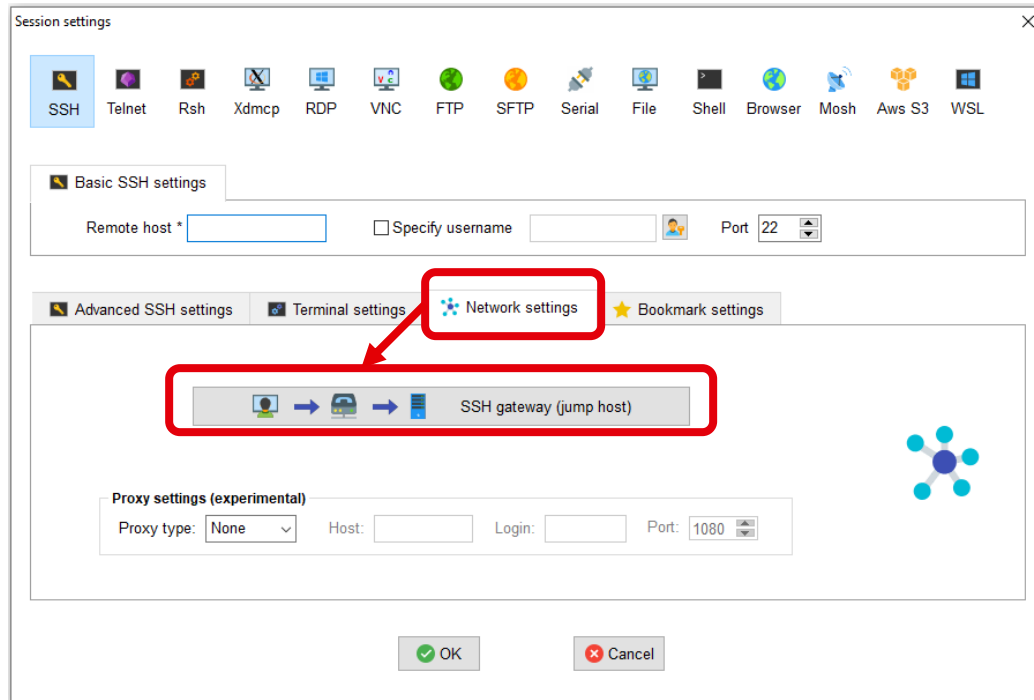 Session settings
SSH Telnet Rsh Xdmcp RDP VNC FTP SFTP Serial File Shell Browser Mosh Aws S3 WSL
Basic SSH settings
Remote host * Specify username Port 22
Advanced SSH settings Terminal settings Network settings Bookmark settings
SSH gateway (jump host)
Proxy settings (experimental)
Proxy type: None Host: Login: Port: 1080
OK Cancel